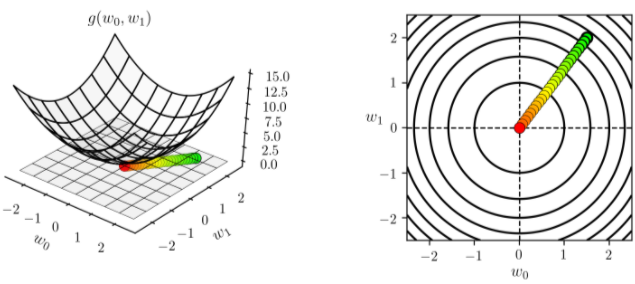 g(w₀, w₁)
15.0
12.5
10.0
7.5
5.0
2.5
0.0
−2 −1 0 1 2
w₀
−2 −1 0 1 2
w₁
2
1
w₁ 0
−1
−2
−2 −1 0 1 2
w₀